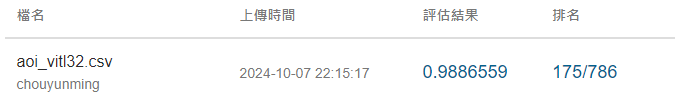 檔名 上傳時間 評估結果 排名
aoi_vitl32.csv
chouyunming
2024-10-07 22:15:17 0.9886559 175/786